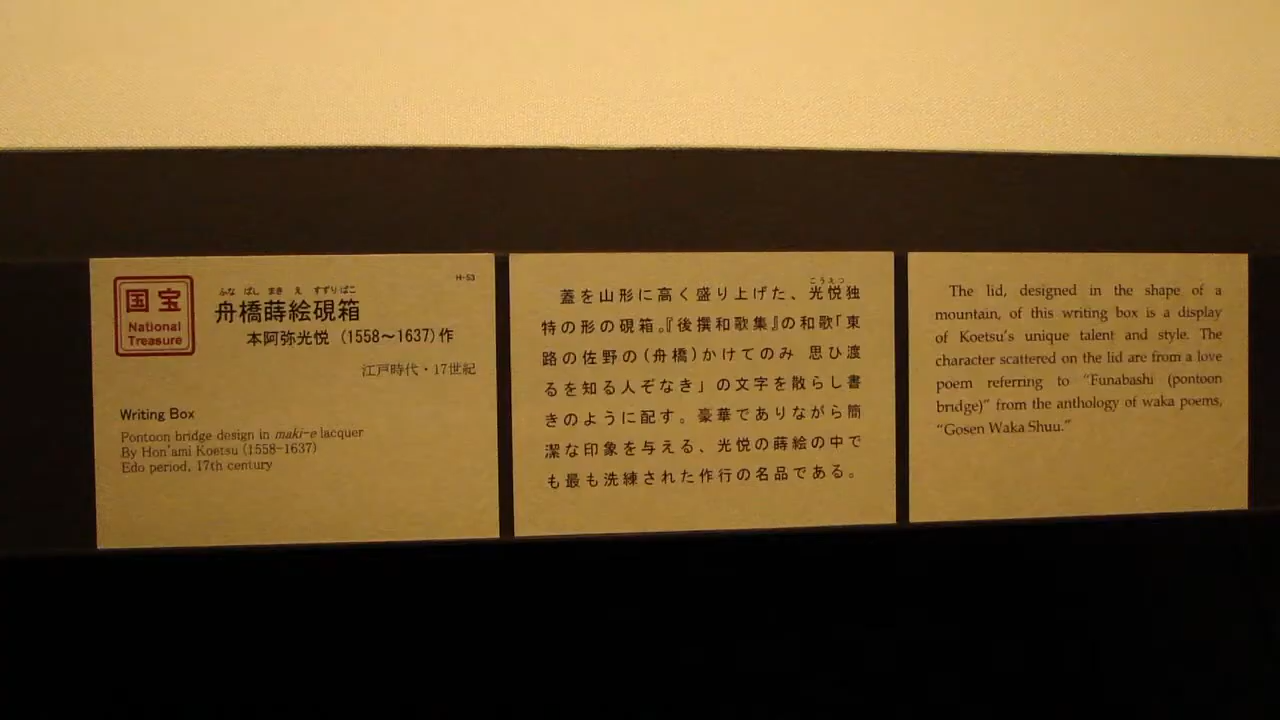 H-53
国宝
National
Treasure
ふな ばし まき え すずりばこ
舟橋蒔絵硯箱
本阿弥光悦 (1558～1637)作
江戸時代・17世紀
Writing Box
Pontoon bridge design in maki-e lacquer
By Hon'ami Koetsu (1558-1637)
Edo period, 17th century
こうえつ
蓋を山形に高く盛り上げた、光悦独
特の形の硯箱。『後撰和歌集』の和歌「東
路の佐野の(舟橋)かけてのみ 思ひ渡
るを知る人ぞなき」の文字を散らし書
きのように配す。豪華でありながら簡
潔な印象を与える、光悦の蒔絵の中で
も最も洗練された作行の名品である。
The lid, designed in the shape of a
mountain, of this writing box is a display
of Koetsu's unique talent and style. The
character scattered on the lid are from a love
poem referring to "Funabashi (pontoon
bridge)" from the anthology of waka poems,
"Gosen Waka Shuu."